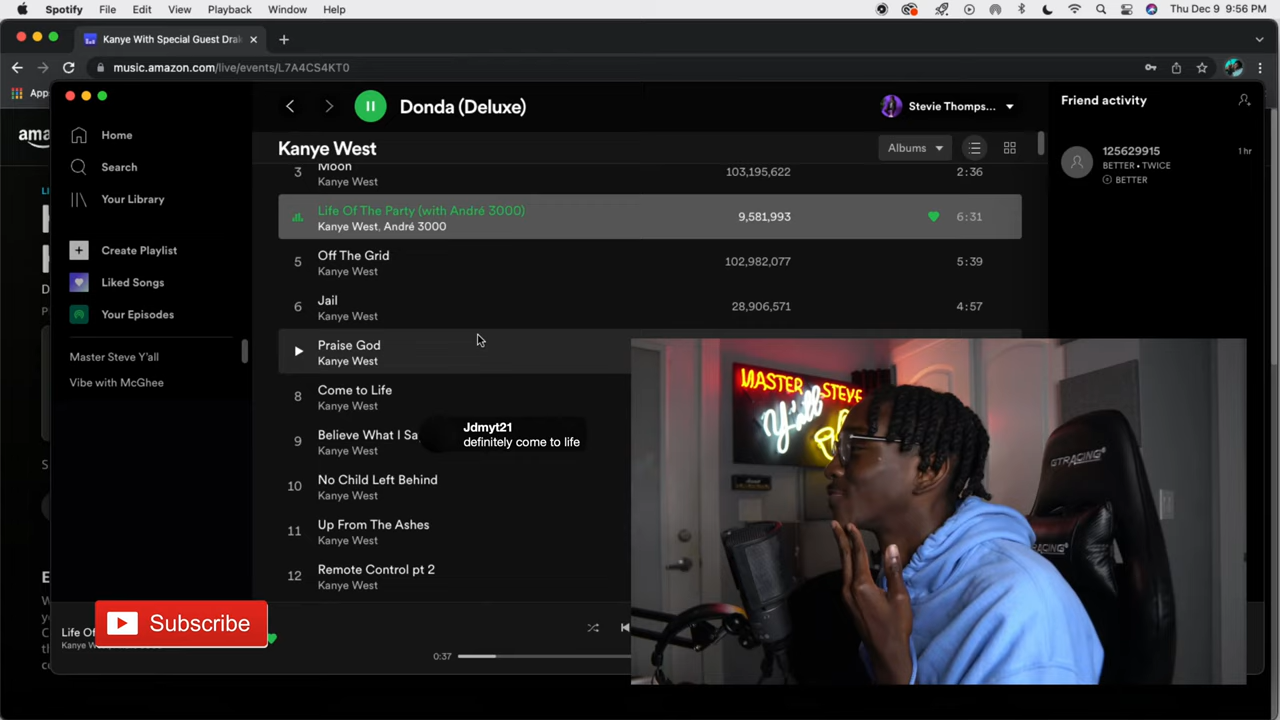 Spotify File Edit View Playback Window Help Thu Dec 9 9:56 PM
Kanye With Special Guest Dra
music.amazon.com/live/events/L7A4CS4KT0
App
amazo
Donda (Deluxe)
Stevie Thomps...
Friend activity
Home
Search
Your Library
Create Playlist
Liked Songs
Your Episodes
Master Steve Y'all
Vibe with McGhee
Kanye West
Albums
125629915
1 hr
BETTER • TWICE
BETTER
3 Moon 103,195,622 2:36
Kanye West
Life Of The Party (with André 3000) 9,581,993 6:31
Kanye West, André 3000
5 Off The Grid 102,982,077 5:39
Kanye West
6 Jail 28,906,571 4:57
Kanye West
Praise God
Kanye West
8 Come to Life
Kanye West
Jdmyt21
definitely come to life
9 Believe What I Sa
Kanye West
10 No Child Left Behind
Kanye West
11 Up From The Ashes
Kanye West
12 Remote Control pt 2
Kanye West
MASTER STEVE
Y'all
GTRACING
GTRACING
Subscribe
Life Of
0:37